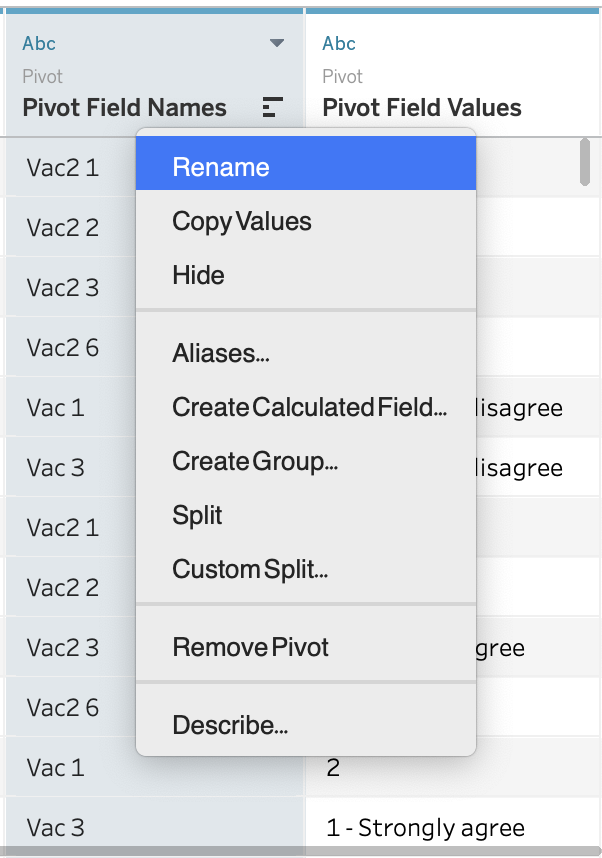 Abc
Pivot
Pivot Field Names
Abc
Pivot
Pivot Field Values
Vac2 1
Vac2 2
Vac2 3
Vac2 6
Vac 1
Vac 3
Vac2 1
Vac2 2
Vac2 3
Vac2 6
Vac 1
Vac 3
Rename
Copy Values
Hide
Aliases...
Create Calculated Field...
Create Group...
Split
Custom Split...
Remove Pivot
Describe...
disagree
disagree
gree
2
1 - Strongly agree